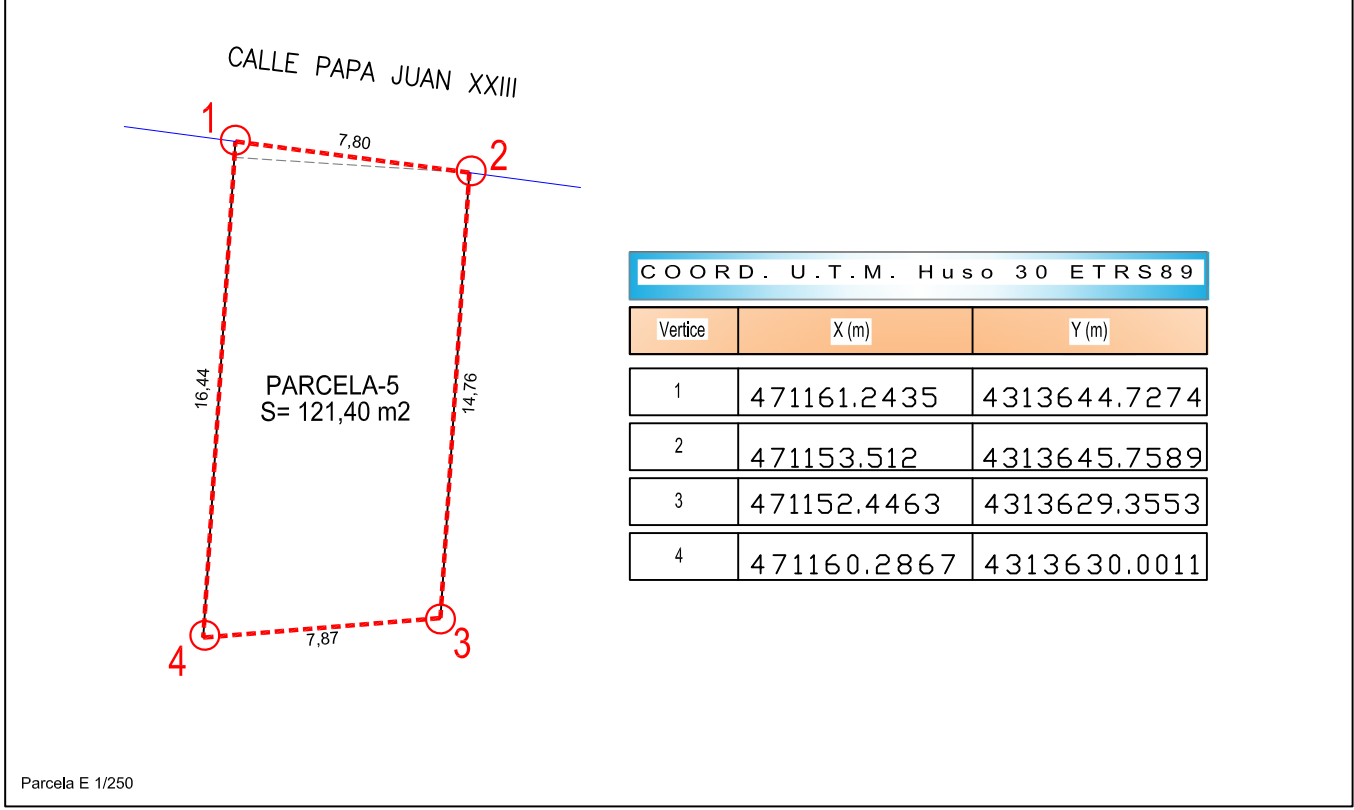 CALLE PAPA JUAN XXIII
1
7,80
2
16,44
14,76
PARCELA-5
S= 121,40 m2
7,87
3
4
COORD. U.T.M. Huso 30 ETRS89
Vertice X (m) Y (m)
1 471161.2435 4313644.7274
2 471153.512 4313645.7589
3 471152.4463 4313629.3553
4 471160.2867 4313630.0011
Parcela E 1/250